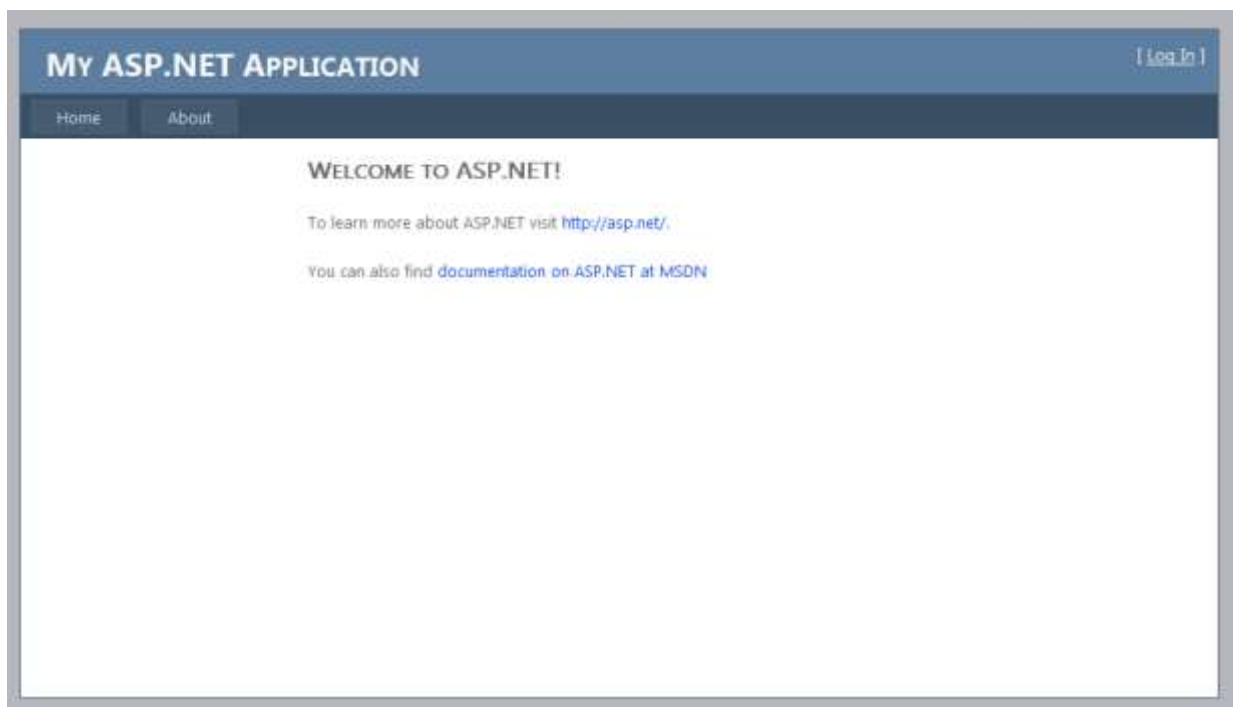 MY ASP.NET APPLICATION
[ Log In ]
Home About
WELCOME TO ASP.NET!
To learn more about ASP.NET visit http://asp.net/.
You can also find documentation on ASP.NET at MSDN